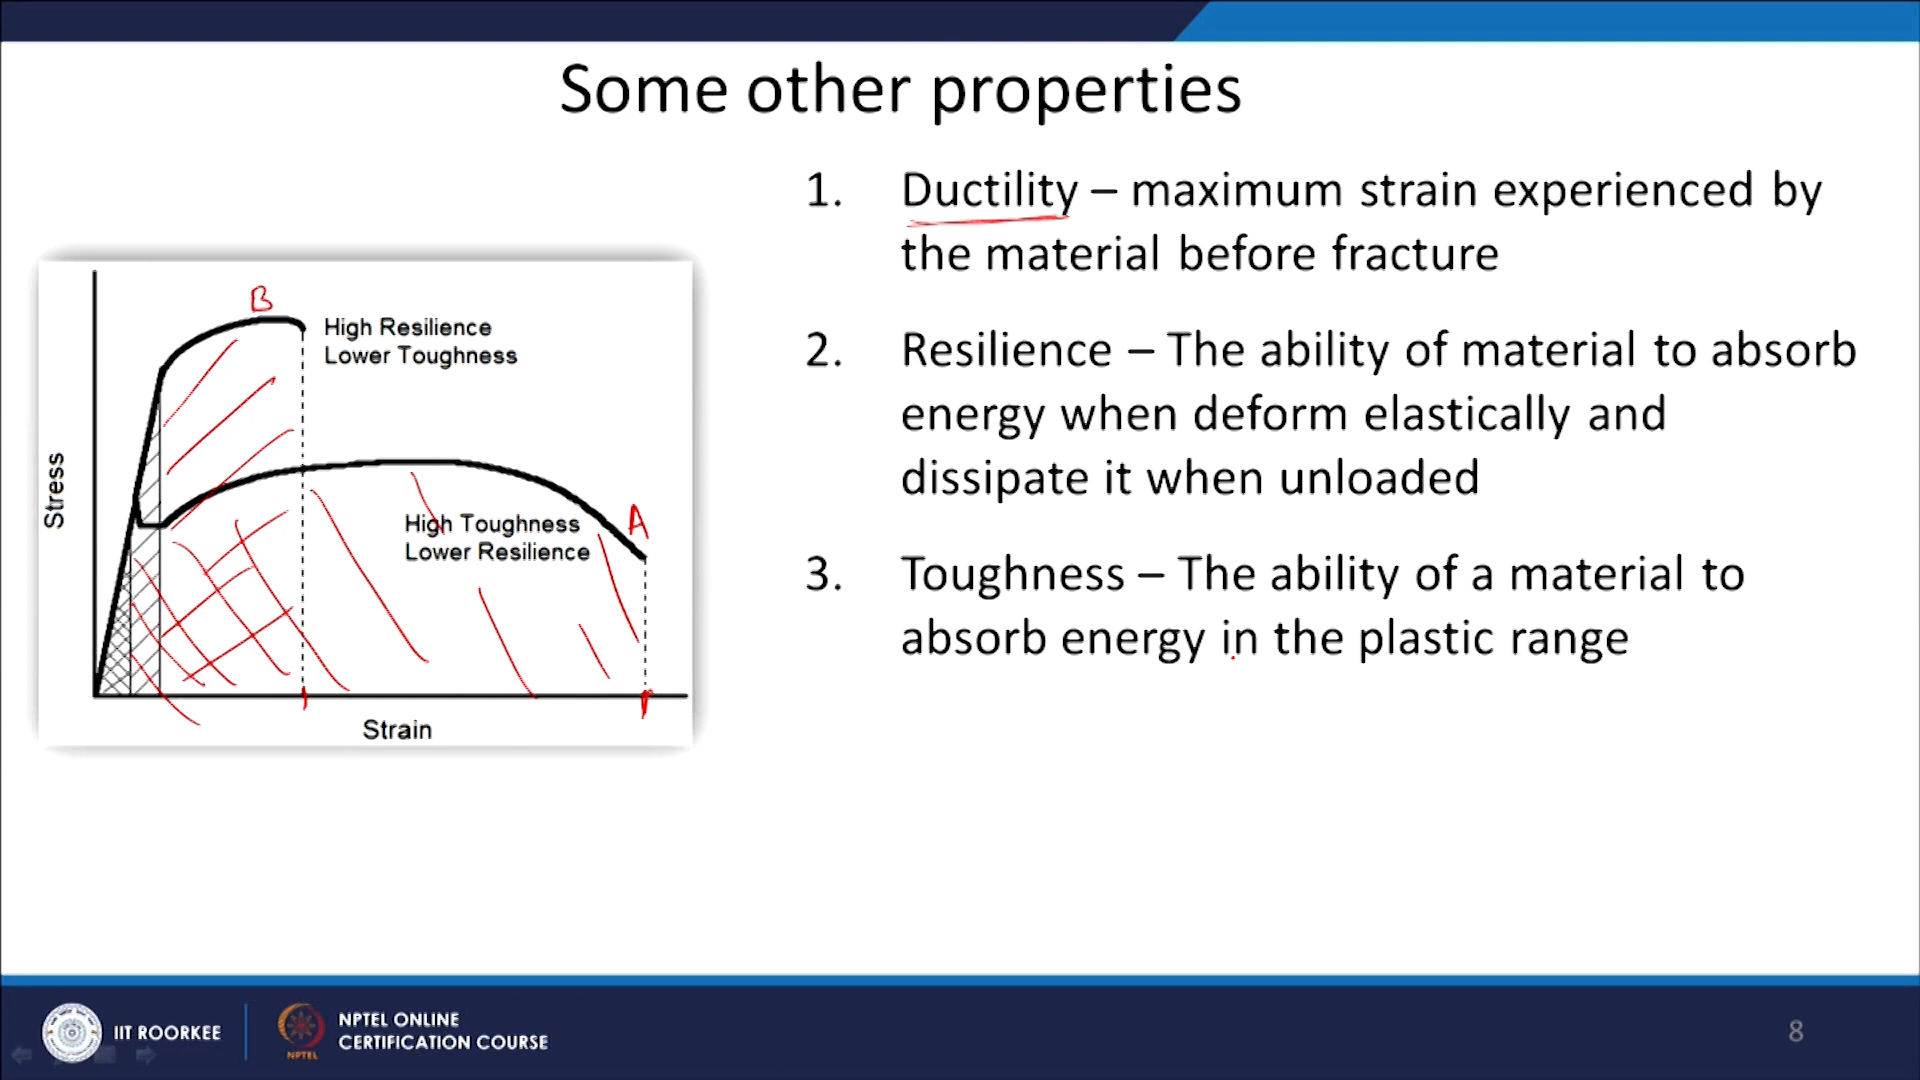 Some other properties
1. Ductility – maximum strain experienced by
the material before fracture
2. Resilience – The ability of material to absorb
energy when deform elastically and
dissipate it when unloaded
3. Toughness – The ability of a material to
absorb energy in the plastic range
B
High Resilience
Lower Toughness
Stress
High Toughness
Lower Resilience
A
Strain
IIT ROORKEE
NPTEL
NPTEL ONLINE
CERTIFICATION COURSE
8